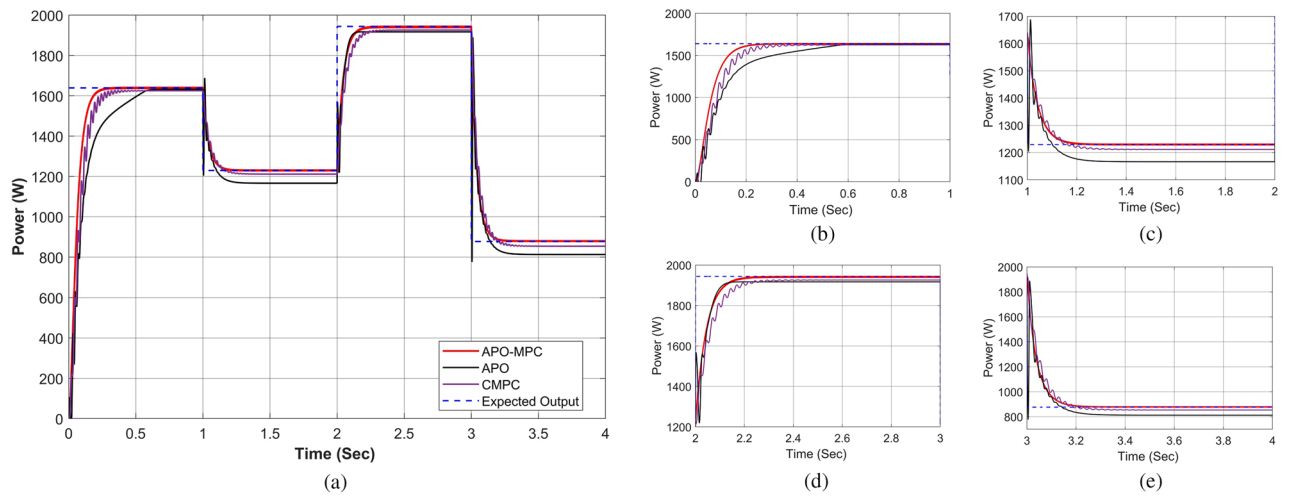 2000
1800
1600
1400
1200
1000
800
600
400
200
0
Power (W)
0 0.5 1 1.5 2 2.5 3 3.5 4
Time (Sec)
APO-MPC
APO
CMPC
Expected Output
(a)
2000
1500
1000
500
0
Power (W)
0 0.2 0.4 0.6 0.8 1
Time (Sec)
(b)
1700
1600
1500
1400
1300
1200
1100
Power (W)
1 1.2 1.4 1.6 1.8 2
Time (Sec)
(c)
2000
1800
1600
1400
1200
Power (W)
2 2.2 2.4 2.6 2.8 3
Time (Sec)
(d)
2000
1800
1600
1400
1200
1000
800
Power (W)
3 3.2 3.4 3.6 3.8 4
Time (Sec)
(e)